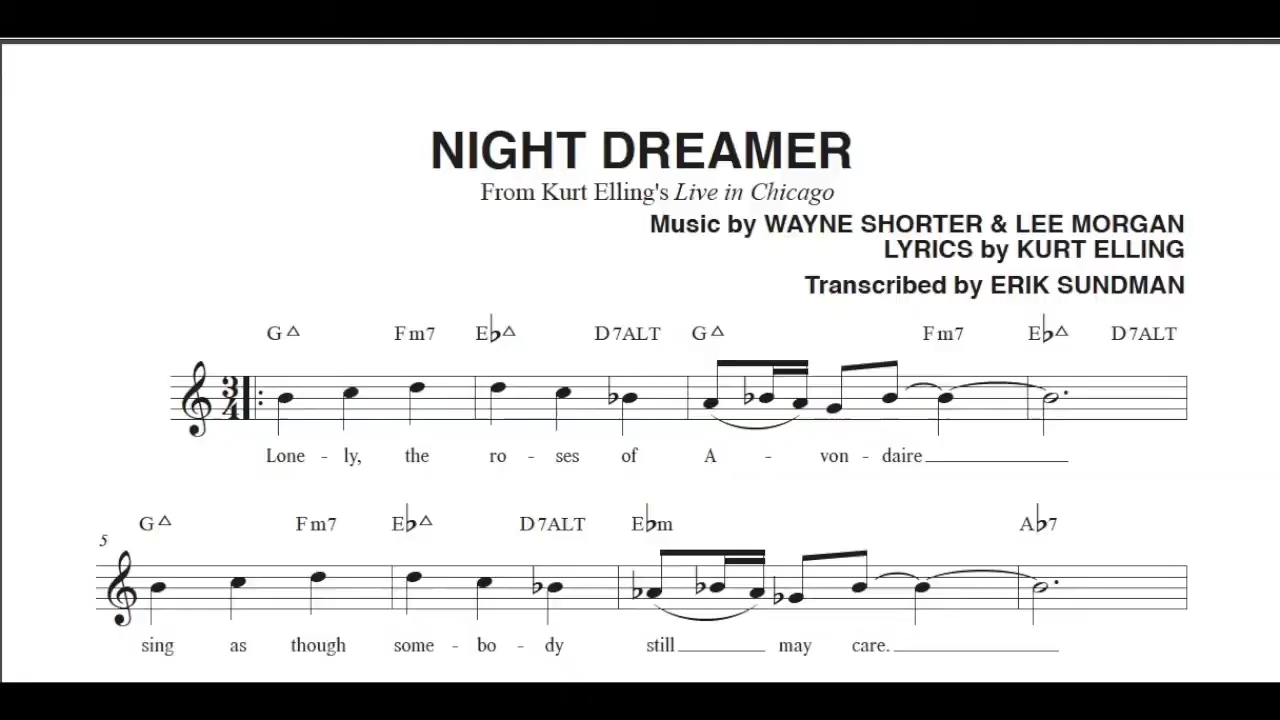 NIGHT DREAMER
From Kurt Elling's Live in Chicago
Music by WAYNE SHORTER & LEE MORGAN
LYRICS by KURT ELLING
Transcribed by ERIK SUNDMAN
G△ Fm7 E♭△ D7ALT G△ Fm7 E♭△ D7ALT
3
4
Lone - ly, the ro - ses of A - von - daire
G△ Fm7 E♭△ D7ALT E♭m A♭7
5
sing as though some - bo - dy still may care.